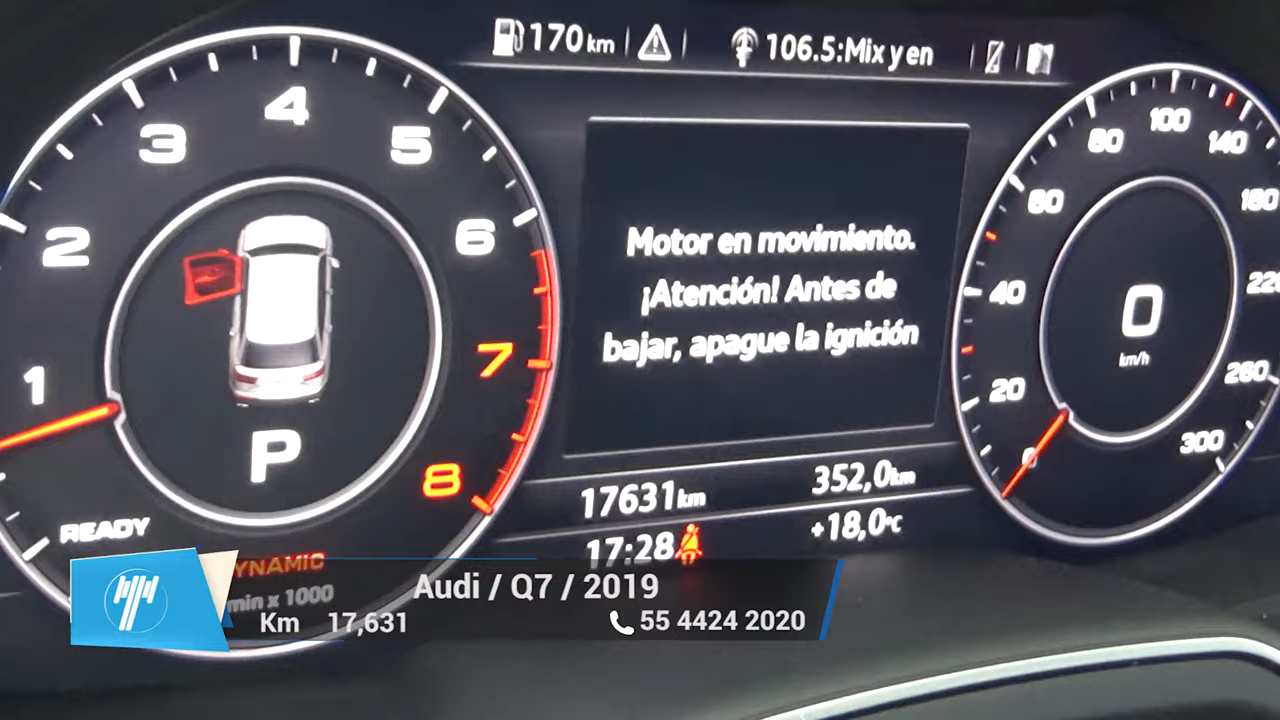 170 km
106.5:Mix y en
1
2
3
4
5
6
7
8
P
READY
DYNAMIC
min x 1000
Motor en movimiento.
¡Atención! Antes de
bajar, apague la ignición
17631 km
352,0 km
17:28
+18,0°C
0
20
40
60
80
100
140
180
220
260
300
0
km/h
Audi / Q7 / 2019
Km 17,631
55 4424 2020